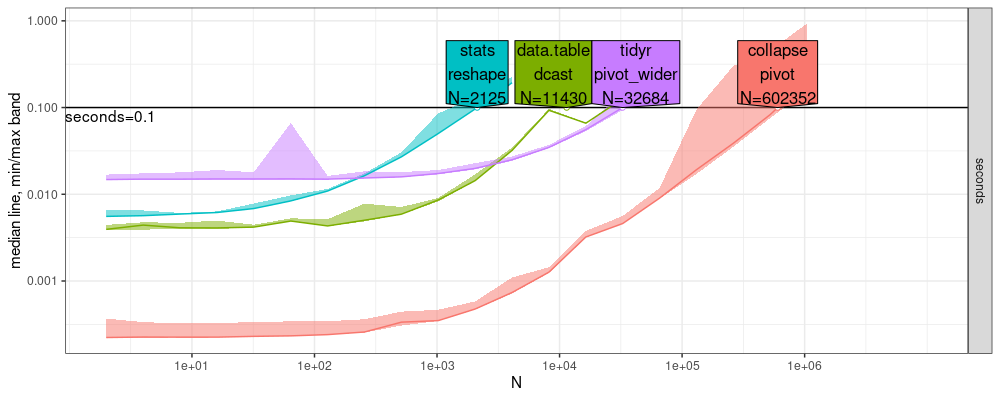 1.000
0.100
0.010
0.001
median line, min/max band
stats
reshape
N=2125
data.table
dcast
N=11430
tidyr
pivot_wider
N=32684
collapse
pivot
N=602352
seconds=0.1
seconds
1e+01
1e+02
1e+03
1e+04
1e+05
1e+06
N